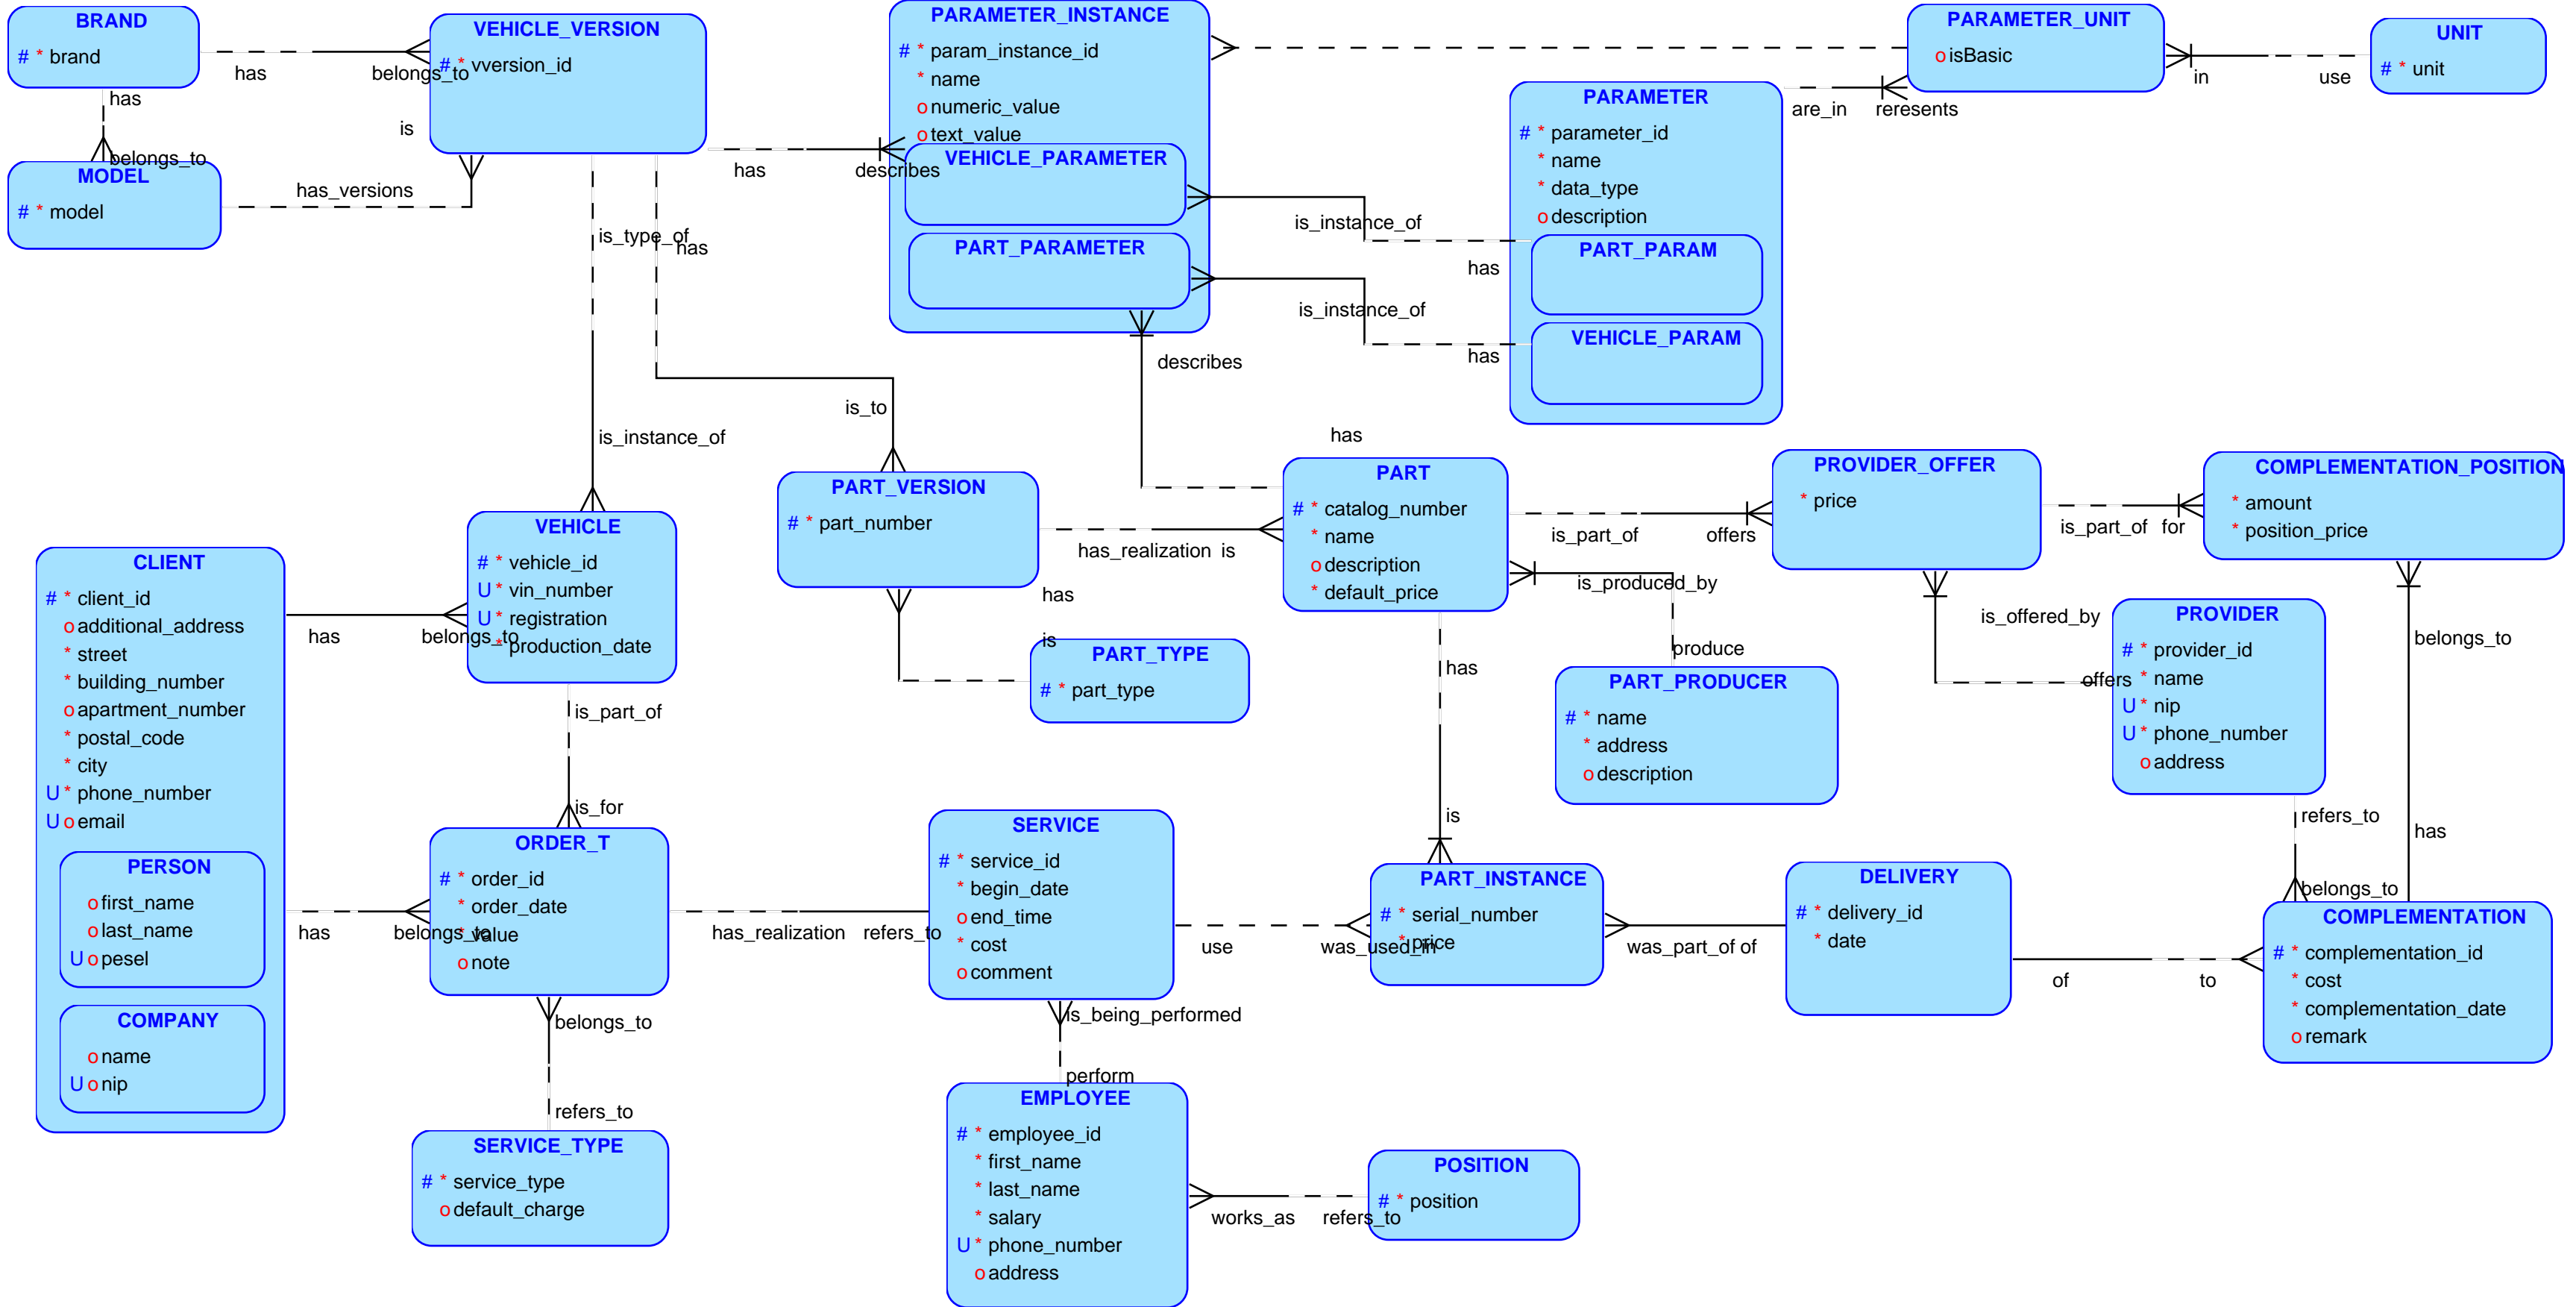 BRAND
# * brand
has
belongs_to
VEHICLE_VERSION
# * vversion_id
has
belongs_to
is
MODEL
# * model
has_versions
PARAMETER_INSTANCE
# * param_instance_id
* name
o numeric_value
o text_value
has
describes
VEHICLE_PARAMETER
PART_PARAMETER
PARAMETER_UNIT
o isBasic
in
use
UNIT
# * unit
PARAMETER
# * parameter_id
* name
* data_type
o description
are_in
reresents
PART_PARAM
VEHICLE_PARAM
is_instance_of
has
is_instance_of
has
is_type_of
has
describes
is_to
is_instance_of
has
PART_VERSION
# * part_number
has_realization
is
PART
# * catalog_number
* name
o description
* default_price
is_part_of
offers
PROVIDER_OFFER
* price
is_part_of
for
COMPLEMENTATION_POSITION
* amount
* position_price
CLIENT
# * client_id
o additional_address
* street
* building_number
o apartment_number
* postal_code
* city
U * phone_number
U o email
PERSON
o first_name
o last_name
U o pesel
COMPANY
o name
U o nip
has
belongs_to
VEHICLE
# * vehicle_id
U * vin_number
U * registration
* production_date
has
is
PART_TYPE
# * part_type
is_produced_by
produce
PART_PRODUCER
# * name
* address
o description
is_offered_by
offers
PROVIDER
# * provider_id
* name
U * nip
U * phone_number
o address
belongs_to
has
has
is
is_part_of
is_for
refers_to
belongs_to
ORDER_T
# * order_id
* order_date
* value
o note
has
belongs_to
has_realization
refers_to
SERVICE
# * service_id
* begin_date
o end_time
* cost
o comment
use
was_used_in
PART_INSTANCE
# * serial_number
* price
was_part_of
of
DELIVERY
# * delivery_id
* date
of
to
COMPLEMENTATION
# * complementation_id
* cost
* complementation_date
o remark
belongs_to
refers_to
SERVICE_TYPE
# * service_type
o default_charge
is_being_performed
perform
EMPLOYEE
# * employee_id
* first_name
* last_name
* salary
U * phone_number
o address
works_as
refers_to
POSITION
# * position